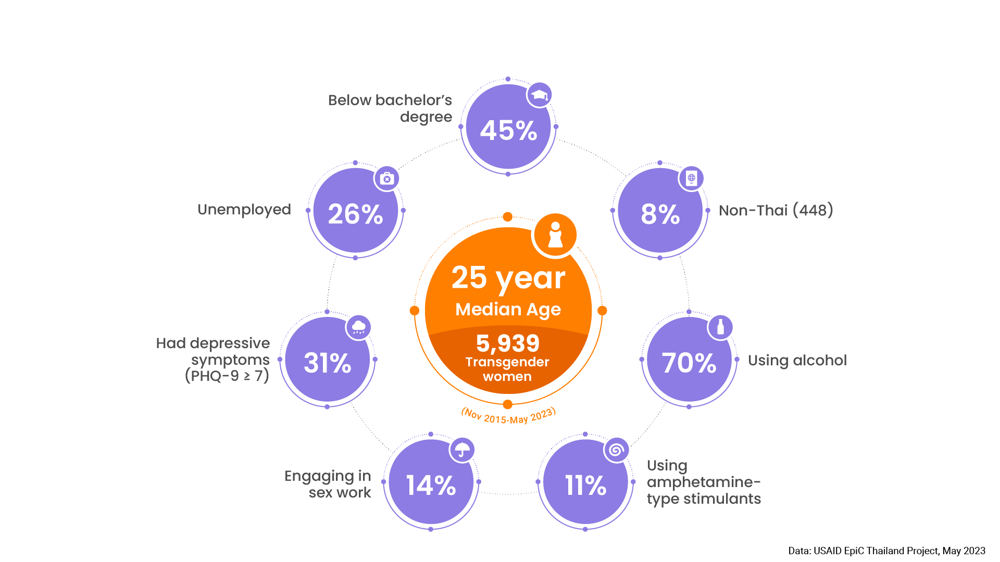 Below bachelor’s
degree
45%
Unemployed
26%
8%
Non-Thai (448)
25 year
Median Age
5,939
Transgender
women
(Nov 2015-May 2023)
Had depressive
symptoms
(PHQ-9 ≥ 7)
31%
70%
Using alcohol
Engaging in
sex work
14%
11%
Using
amphetamine-
type stimulants
Data: USAID EpiC Thailand Project, May 2023